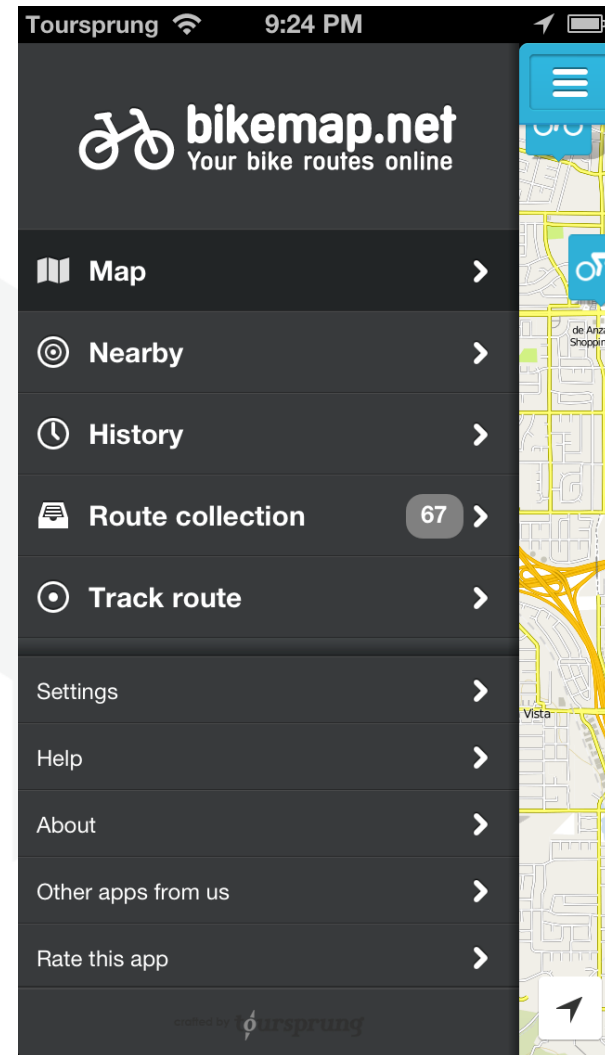 Toursprung 9:24 PM
bikemap.net
Your bike routes online
Map
Nearby
History
Route collection 67
Track route
Settings
Help
About
Other apps from us
Rate this app
crafted by toursprung
de Anza
Shoppin
Vista